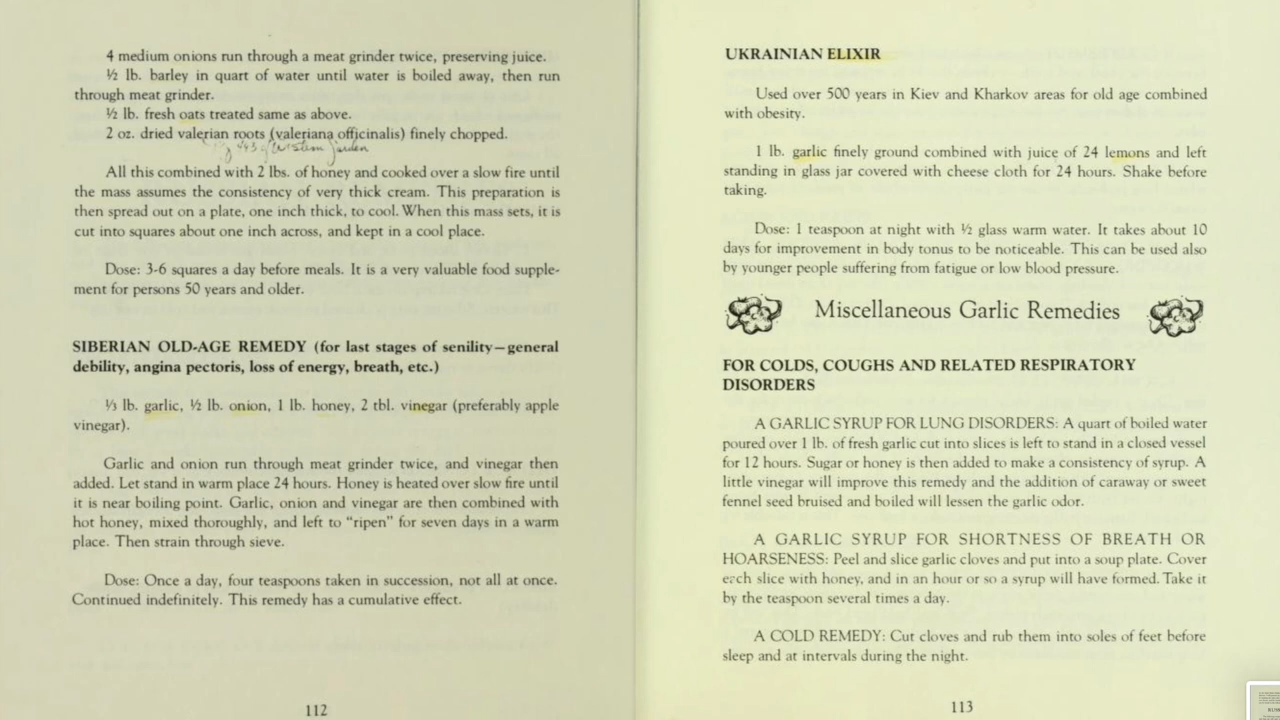 4 medium onions run through a meat grinder twice, preserving juice.
½ lb. barley in quart of water until water is boiled away, then run
through meat grinder.
½ lb. fresh oats treated same as above.
2 oz. dried valerian roots (valeriana officinalis) finely chopped.
garden
All this combined with 2 lbs. of honey and cooked over a slow fire until
the mass assumes the consistency of very thick cream. This preparation is
then spread out on a plate, one inch thick, to cool. When this mass sets, it is
cut into squares about one inch across, and kept in a cool place.
Dose: 3-6 squares a day before meals. It is a very valuable food supple-
ment for persons 50 years and older.
SIBERIAN OLD-AGE REMEDY (for last stages of senility—general
debility, angina pectoris, loss of energy, breath, etc.)
⅓ lb. garlic, ½ lb. onion, 1 lb. honey, 2 tbl. vinegar (preferably apple
vinegar).
Garlic and onion run through meat grinder twice, and vinegar then
added. Let stand in warm place 24 hours. Honey is heated over slow fire until
it is near boiling point. Garlic, onion and vinegar are then combined with
hot honey, mixed thoroughly, and left to “ripen” for seven days in a warm
place. Then strain through sieve.
Dose: Once a day, four teaspoons taken in succession, not all at once.
Continued indefinitely. This remedy has a cumulative effect.
112
UKRAINIAN ELIXIR
Used over 500 years in Kiev and Kharkov areas for old age combined
with obesity.
1 lb. garlic finely ground combined with juice of 24 lemons and left
standing in glass jar covered with cheese cloth for 24 hours. Shake before
taking.
Dose: 1 teaspoon at night with ½ glass warm water. It takes about 10
days for improvement in body tonus to be noticeable. This can be used also
by younger people suffering from fatigue or low blood pressure.
Miscellaneous Garlic Remedies
FOR COLDS, COUGHS AND RELATED RESPIRATORY
DISORDERS
A GARLIC SYRUP FOR LUNG DISORDERS: A quart of boiled water
poured over 1 lb. of fresh garlic cut into slices is left to stand in a closed vessel
for 12 hours. Sugar or honey is then added to make a consistency of syrup. A
little vinegar will improve this remedy and the addition of caraway or sweet
fennel seed bruised and boiled will lessen the garlic odor.
A GARLIC SYRUP FOR SHORTNESS OF BREATH OR
HOARSENESS: Peel and slice garlic cloves and put into a soup plate. Cover
each slice with honey, and in an hour or so a syrup will have formed. Take it
by the teaspoon several times a day.
A COLD REMEDY: Cut cloves and rub them into soles of feet before
sleep and at intervals during the night.
113